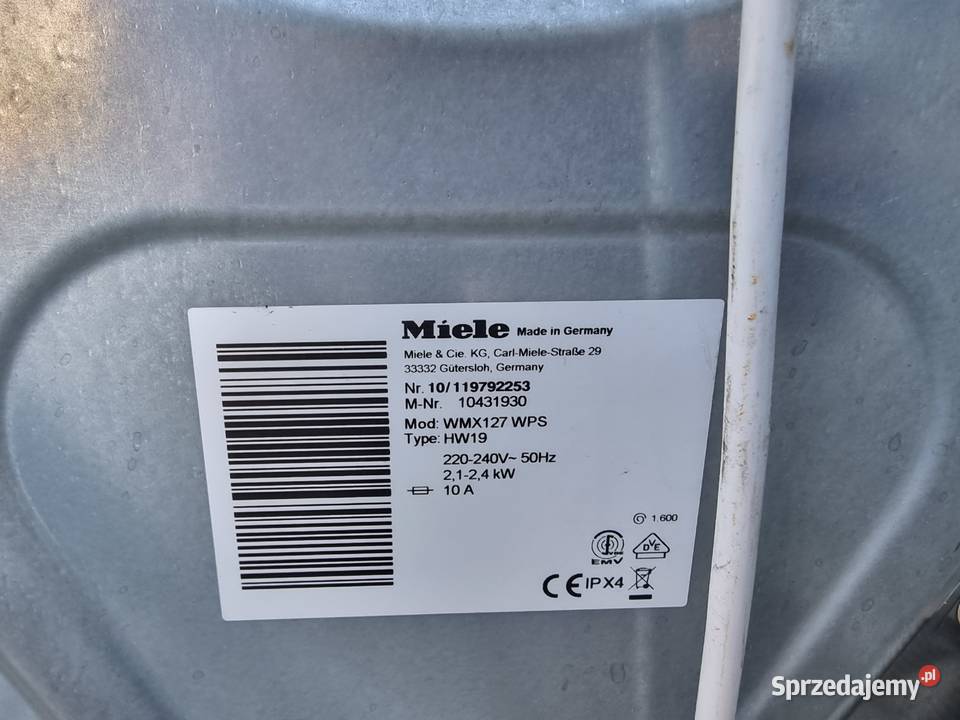 Miele Made in Germany
Miele & Cie. KG, Carl-Miele-Straße 29
33332 Gütersloh, Germany
Nr. 10/119792253
M-Nr. 10431930
Mod: WMX127 WPS
Type: HW19
220-240V~ 50Hz
2,1-2,4 kW
10 A
1.600
DVE
EMV
CE IPX4
Sprzedajemy.pl